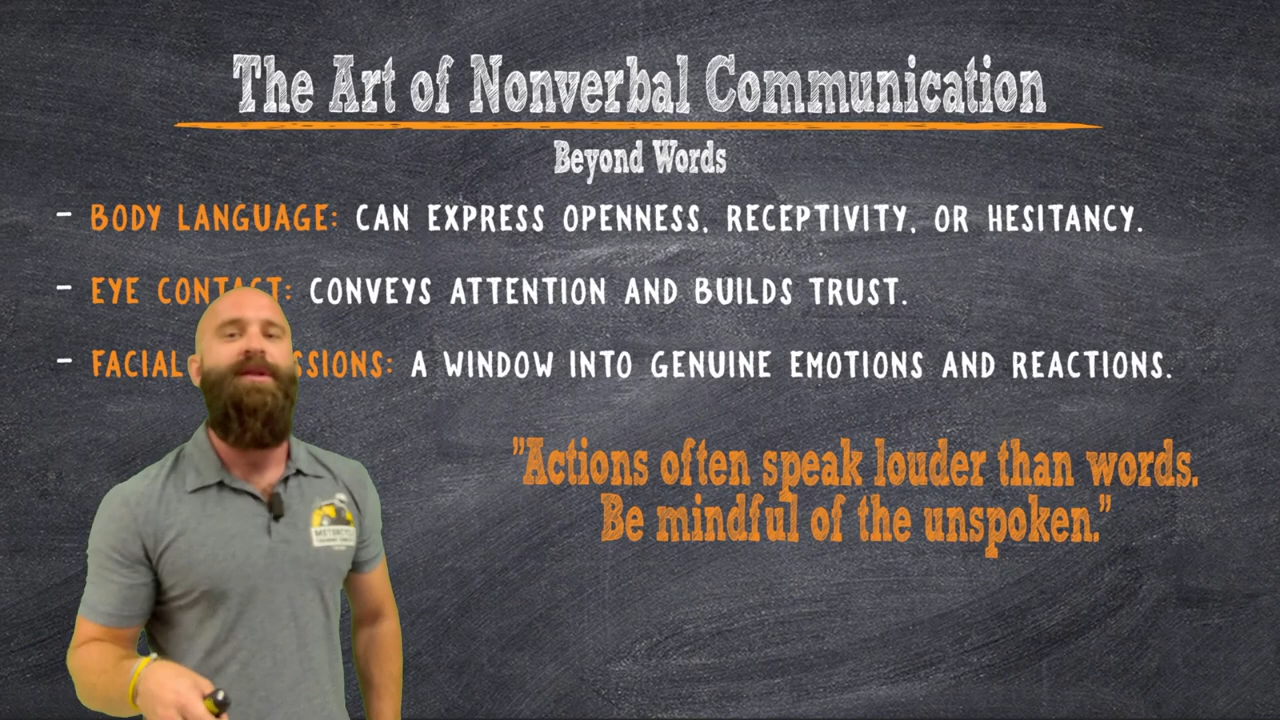 The Art of Nonverbal Communication
Beyond Words
- BODY LANGUAGE: CAN EXPRESS OPENNESS, RECEPTIVITY, OR HESITANCY.
- EYE CONTACT: CONVEYS ATTENTION AND BUILDS TRUST.
- FACIAL SSIONS: A WINDOW INTO GENUINE EMOTIONS AND REACTIONS.
"Actions often speak louder than words.
Be mindful of the unspoken."
MOTORCYCLE